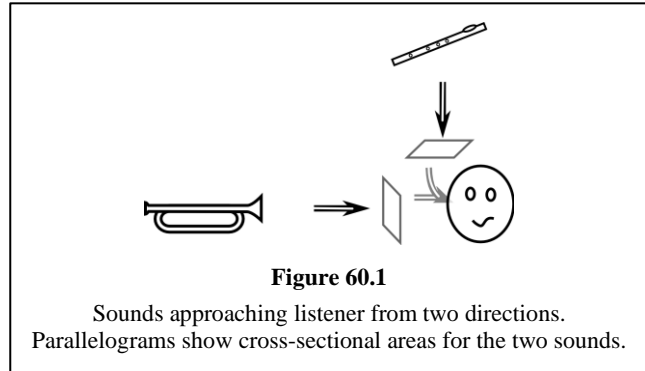 Figure 60.1
Sounds approaching listener from two directions.
Parallelograms show cross-sectional areas for the two sounds.